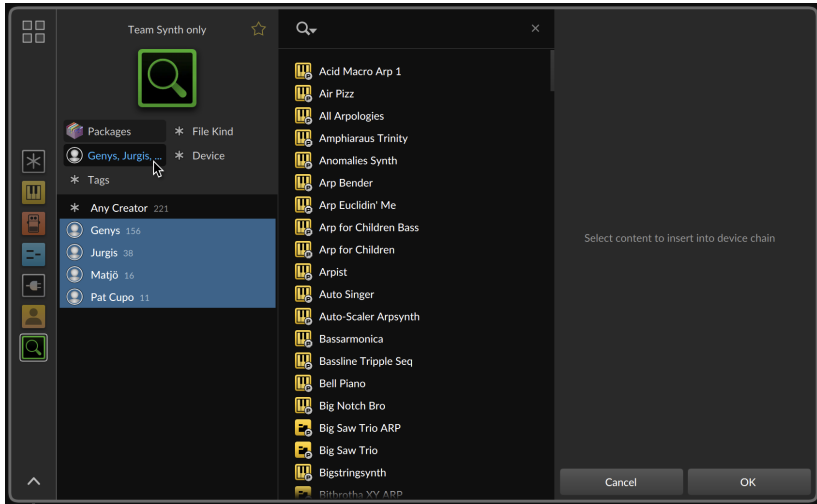 Team Synth only
Packages
File Kind
Genys, Jurgis, ...
Device
Tags
Any Creator 221
Genys 156
Jurgis 38
Matjö 16
Pat Cupo 11
Acid Macro Arp 1
Air Pizz
All Arpologies
Amphiaraus Trinity
Anomalies Synth
Arp Bender
Arp Euclidin' Me
Arp for Children Bass
Arp for Children
Arpist
Auto Singer
Auto-Scaler Arpsynth
Bassarmonica
Bassline Tripple Seq
Bell Piano
Big Notch Bro
Big Saw Trio ARP
Big Saw Trio
Bigstringsynth
Bithrotha XY ARP
Select content to insert into device chain
Cancel
OK